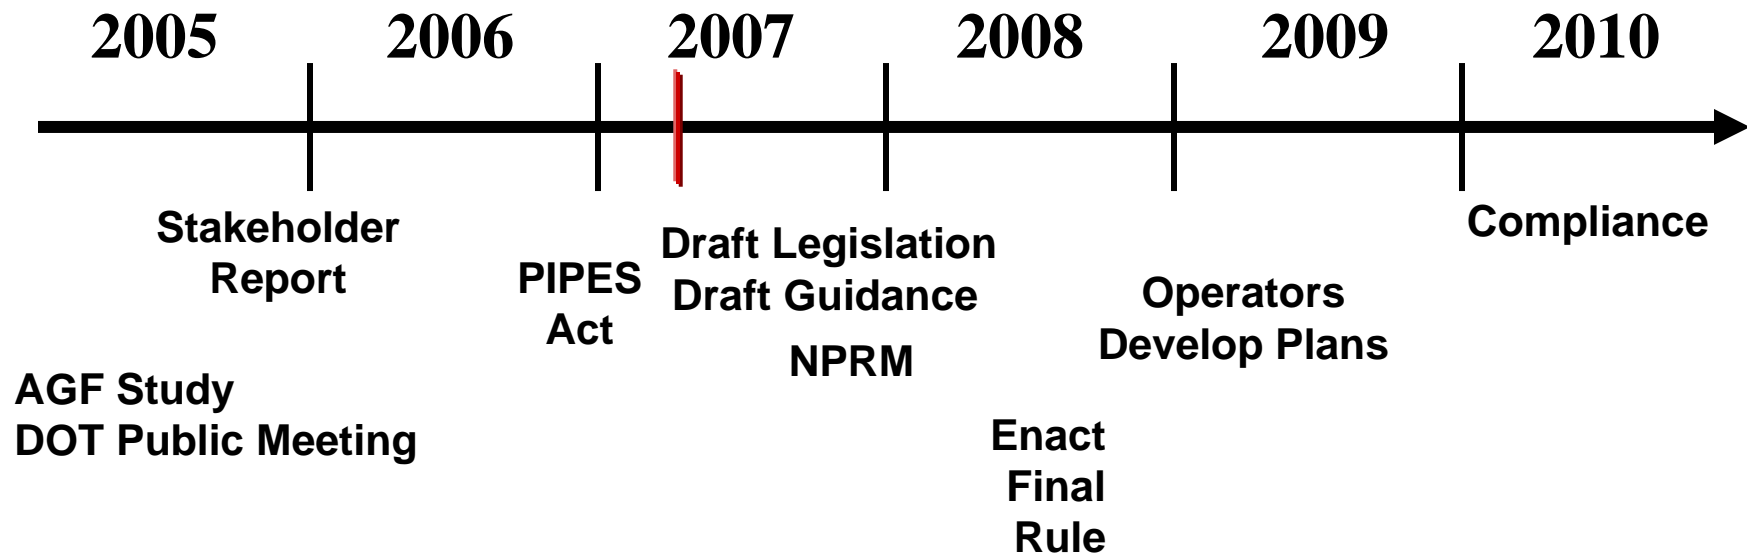 2005 2006 2007 2008 2009 2010
Stakeholder
Report
AGF Study
DOT Public Meeting
PIPES
Act
Draft Legislation
Draft Guidance
NPRM
Enact
Final
Rule
Operators
Develop Plans
Compliance